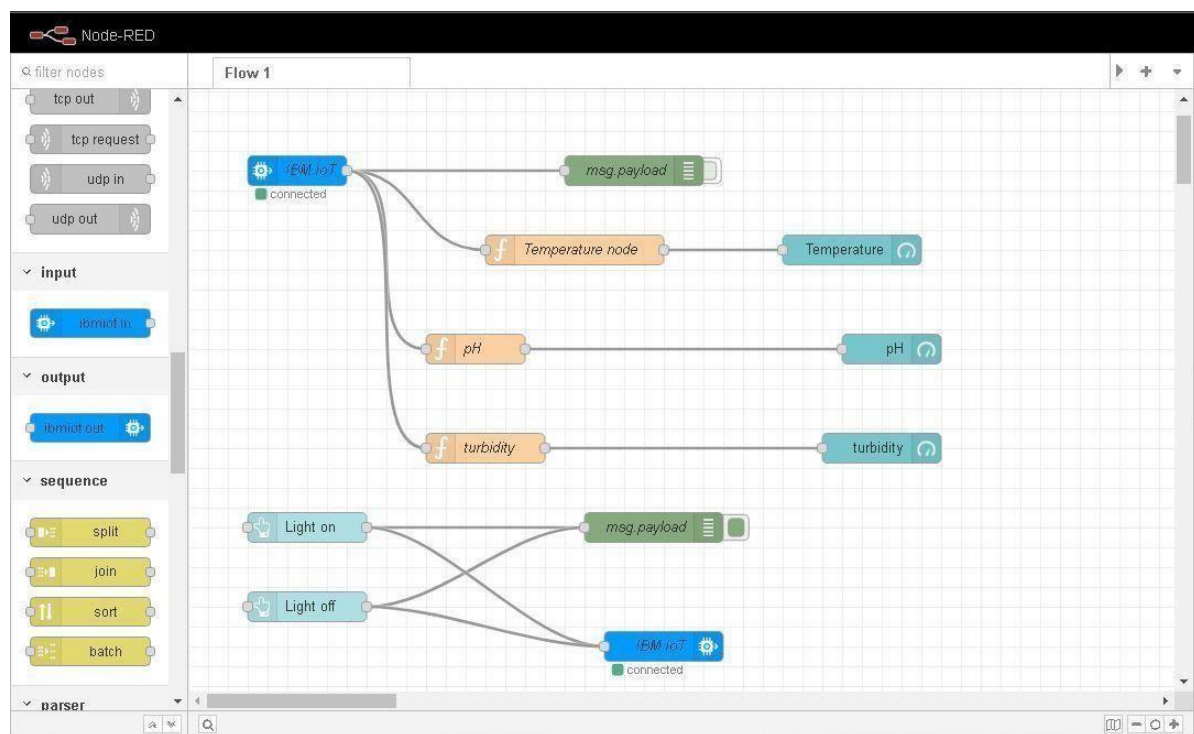 Node-RED
filter nodes
Flow 1
tcp out
tcp request
udp in
udp out
input
ibmiot in
output
ibmiot out
sequence
split
join
sort
batch
parser
IBM IoT
connected
msg.payload
Temperature node
Temperature
pH
pH
turbidity
turbidity
Light on
msg.payload
Light off
IBM IoT
connected